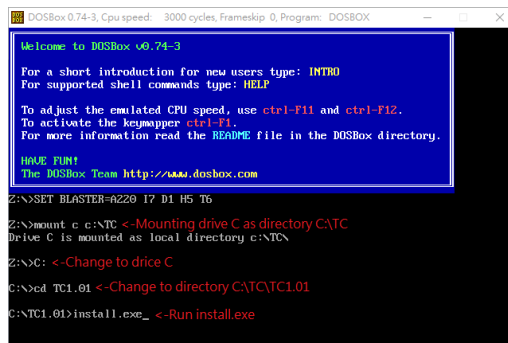 DOSBox 0.74-3, Cpu speed:    3000 cycles, Frameskip  0, Program:   DOSBOX
Welcome to DOSBox v0.74-3
For a short introduction for new users type: INTRO
For supported shell commands type: HELP
To adjust the emulated CPU speed, use ctrl-F11 and ctrl-F12.
To activate the keymapper ctrl-F1.
For more information read the README file in the DOSBox directory.
HAVE FUN!
The DOSBox Team http://www.dosbox.com
Z:\>SET BLASTER=A220 I7 D1 H5 T6
Z:\>mount c c:\TC <-Mounting drive C as directory C:\TC
Drive C is mounted as local directory c:\TC\
Z:\>C: <-Change to drice C
C:\>cd TC1.01 <-Change to directory C:\TC\TC1.01
C:\TC1.01>install.exe_ <-Run install.exe